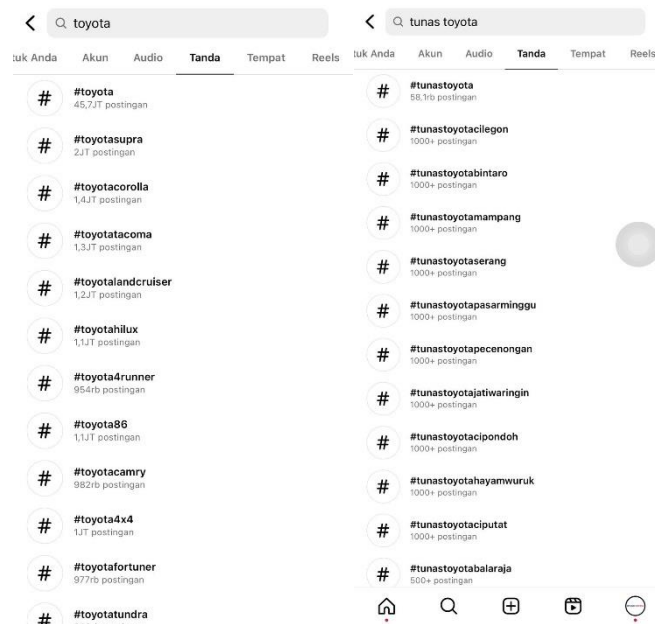 toyota
tuk Anda Akun Audio Tanda Tempat Reels
#toyota
45,7JT postingan
#toyotasupra
2JT postingan
#toyotacorolla
1,4JT postingan
#toyotatacoma
1,3JT postingan
#toyotalandcruiser
1,2JT postingan
#toyotahilux
1,1JT postingan
#toyota4runner
954rb postingan
#toyota86
1,1JT postingan
#toyotacamry
982rb postingan
#toyota4x4
1JT postingan
#toyotafortuner
977rb postingan
#toyotatundra
tunas toyota
tuk Anda Akun Audio Tanda Tempat Reels
#tunastoyota
58,1rb postingan
#tunastoyotacilegon
1000+ postingan
#tunastoyotabintaro
1000+ postingan
#tunastoyotamampang
1000+ postingan
#tunastoyotaserang
1000+ postingan
#tunastoyotapasarminggu
1000+ postingan
#tunastoyotapecenongan
1000+ postingan
#tunastoyotajatiwaringin
1000+ postingan
#tunastoyotacipondoh
1000+ postingan
#tunastoyotahayamwuruk
1000+ postingan
#tunastoyotaciputat
1000+ postingan
#tunastoyotabalaraja
500+ postingan